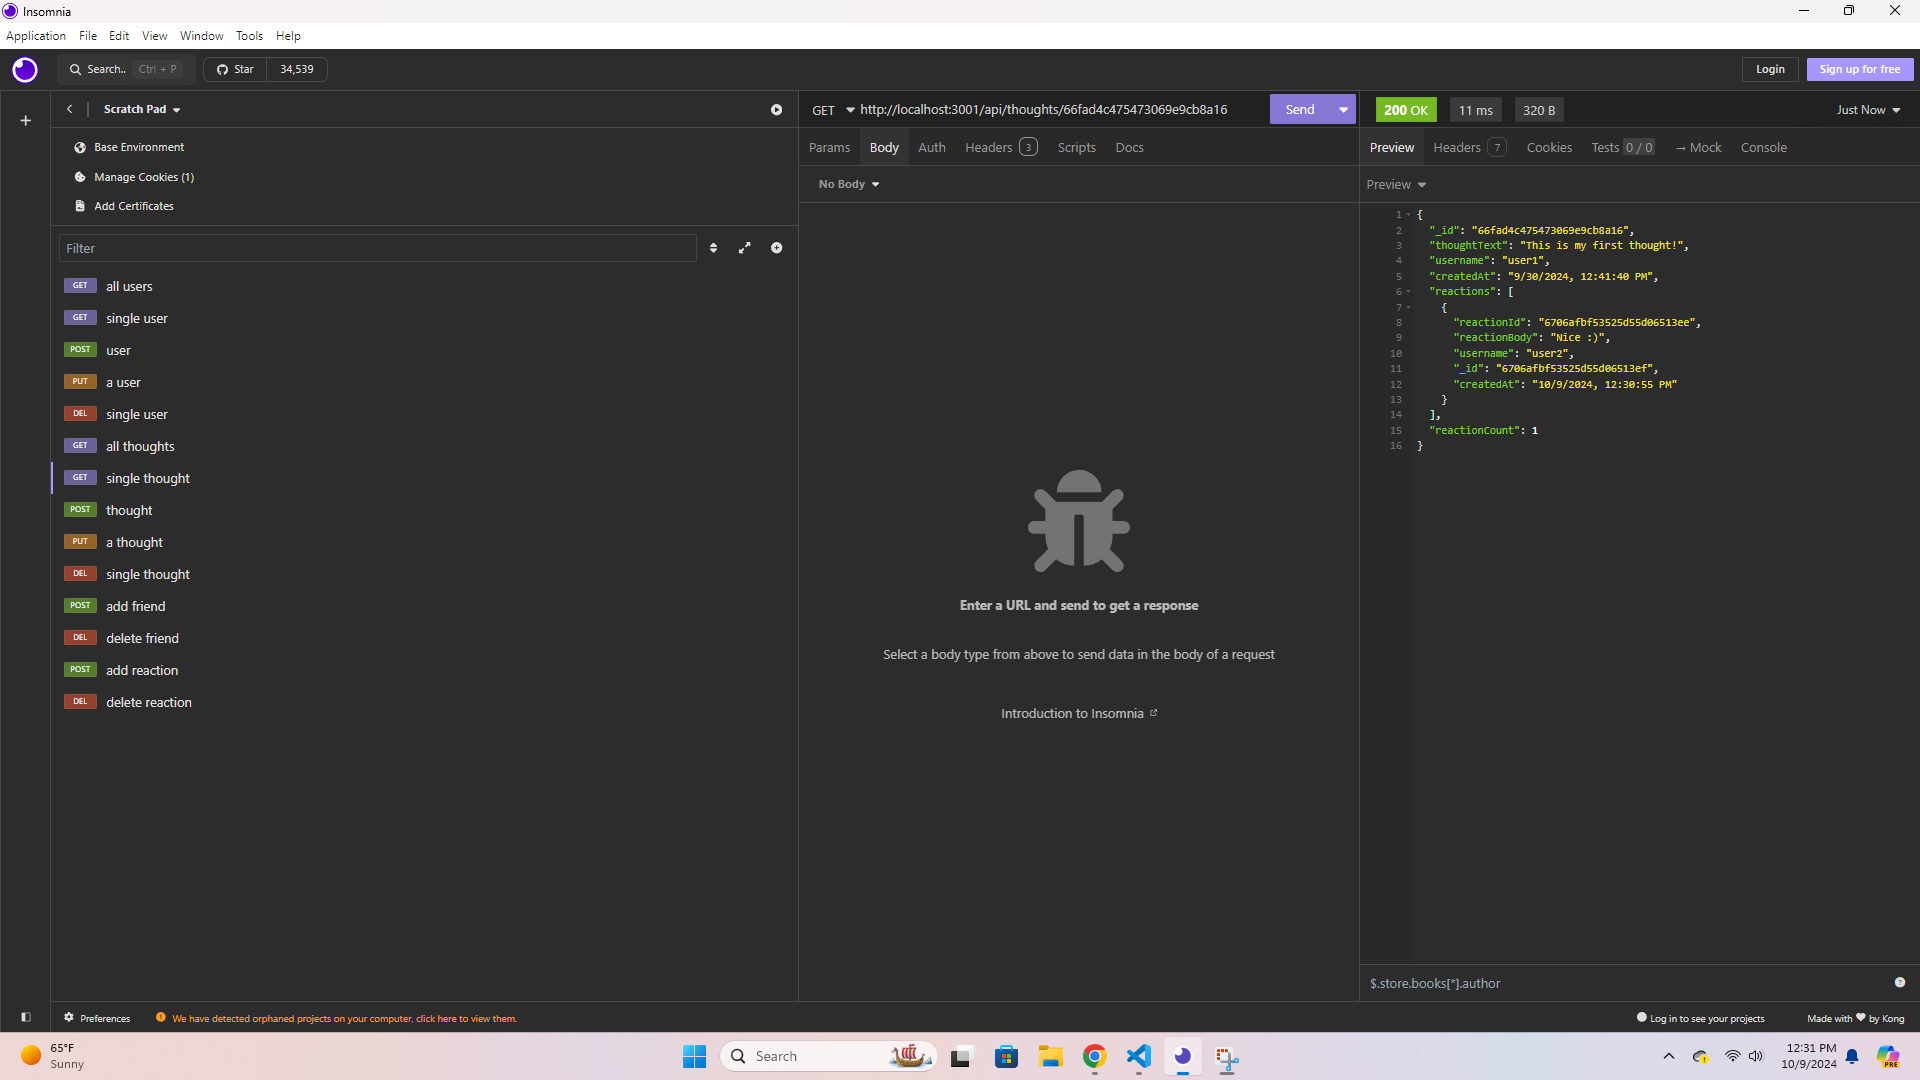 Insomnia
Application File Edit View Window Tools Help
Search.. Ctrl + P Star 34,539 Login Sign up for free
Scratch Pad
Base Environment
Manage Cookies (1)
Add Certificates
Filter
GET all users
GET single user
POST user
PUT a user
DEL single user
GET all thoughts
GET single thought
POST thought
PUT a thought
DEL single thought
POST add friend
DEL delete friend
POST add reaction
DEL delete reaction
GET http://localhost:3001/api/thoughts/66fad4c475473069e9cb8a16 Send
Params Body Auth Headers 3 Scripts Docs
No Body
Enter a URL and send to get a response
Select a body type from above to send data in the body of a request
Introduction to Insomnia
200 OK 11 ms 320 B Just Now
Preview Headers 7 Cookies Tests 0 / 0 → Mock Console
Preview
1 {
2 "_id": "66fad4c475473069e9cb8a16",
3 "thoughtText": "This is my first thought!",
4 "username": "user1",
5 "createdAt": "9/30/2024, 12:41:40 PM",
6 "reactions": [
7 {
8 "reactionId": "6706afbf53525d55d06513ee",
9 "reactionBody": "Nice :)",
10 "username": "user2",
11 "_id": "6706afbf53525d55d06513ef",
12 "createdAt": "10/9/2024, 12:30:55 PM"
13 }
14 ],
15 "reactionCount": 1
16 }
$.store.books[*].author
Preferences We have detected orphaned projects on your computer, click here to view them. Log in to see your projects Made with ♥ by Kong
65°F
Sunny
Search
12:31 PM
10/9/2024
PRE